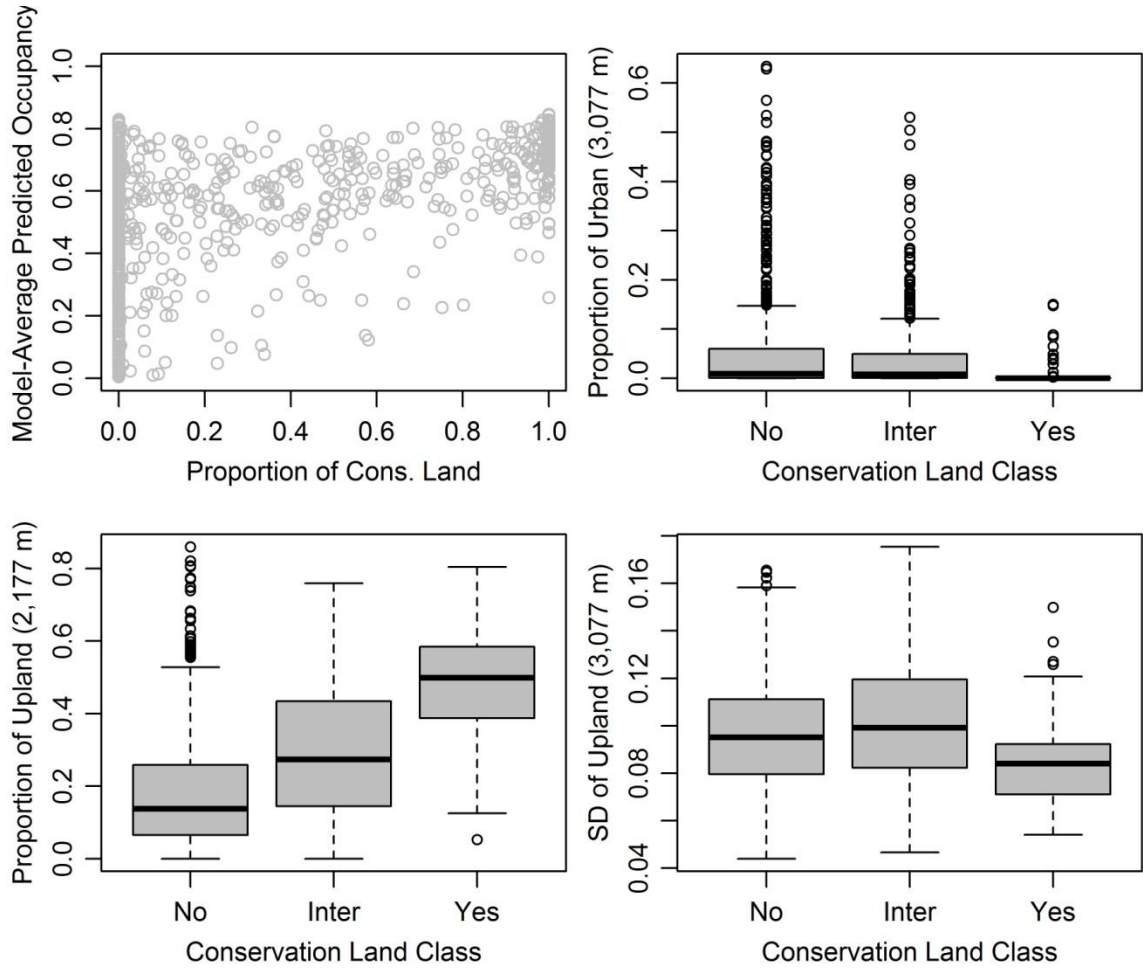 Model-Average Predicted Occupancy
1.0
0.8
0.6
0.4
0.2
0.0
0.0 0.2 0.4 0.6 0.8 1.0
Proportion of Cons. Land
Proportion of Urban (3,077 m)
0.6
0.4
0.2
0.0
No Inter Yes
Conservation Land Class
Proportion of Upland (2,177 m)
0.8
0.6
0.4
0.2
0.0
No Inter Yes
Conservation Land Class
SD of Upland (3,077 m)
0.16
0.12
0.08
0.04
No Inter Yes
Conservation Land Class